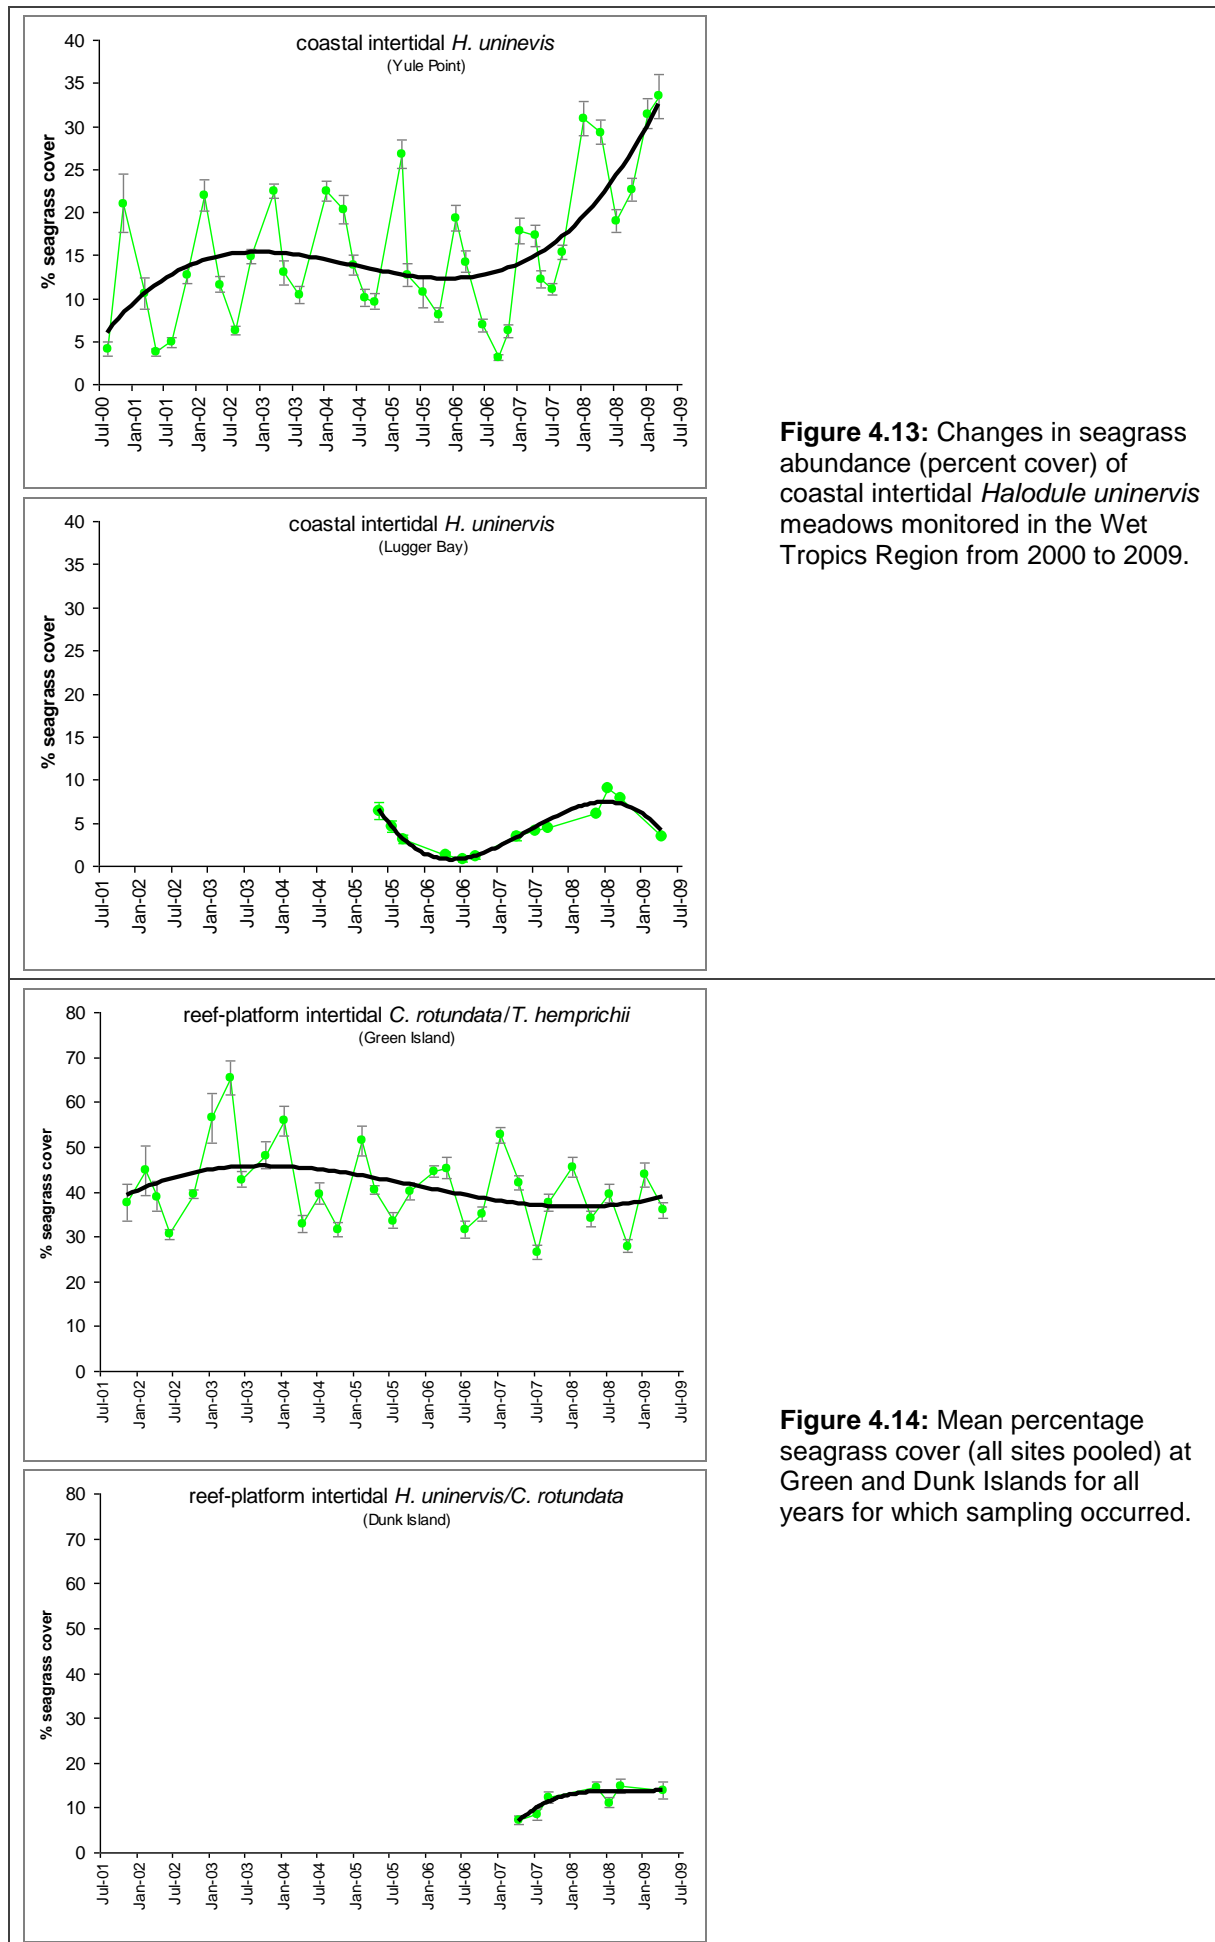 coastal intertidal H. uninevis
(Yule Point)
% seagrass cover
40
35
30
25
20
15
10
5
0
Jul-00
Jan-01
Jul-01
Jan-02
Jul-02
Jan-03
Jul-03
Jan-04
Jul-04
Jan-05
Jul-05
Jan-06
Jul-06
Jan-07
Jul-07
Jan-08
Jul-08
Jan-09
Jul-09
coastal intertidal H. uninervis
(Lugger Bay)
% seagrass cover
40
35
30
25
20
15
10
5
0
Jul-01
Jan-02
Jul-02
Jan-03
Jul-03
Jan-04
Jul-04
Jan-05
Jul-05
Jan-06
Jul-06
Jan-07
Jul-07
Jan-08
Jul-08
Jan-09
Jul-09
Figure 4.13: Changes in seagrass
abundance (percent cover) of
coastal intertidal Halodule uninervis
meadows monitored in the Wet
Tropics Region from 2000 to 2009.
reef-platform intertidal C. rotundata/T. hemprichii
(Green Island)
% seagrass cover
80
70
60
50
40
30
20
10
0
Jul-01
Jan-02
Jul-02
Jan-03
Jul-03
Jan-04
Jul-04
Jan-05
Jul-05
Jan-06
Jul-06
Jan-07
Jul-07
Jan-08
Jul-08
Jan-09
Jul-09
reef-platform intertidal H. uninervis/C. rotundata
(Dunk Island)
% seagrass cover
80
70
60
50
40
30
20
10
0
Jul-01
Jan-02
Jul-02
Jan-03
Jul-03
Jan-04
Jul-04
Jan-05
Jul-05
Jan-06
Jul-06
Jan-07
Jul-07
Jan-08
Jul-08
Jan-09
Jul-09
Figure 4.14: Mean percentage
seagrass cover (all sites pooled) at
Green and Dunk Islands for all
years for which sampling occurred.